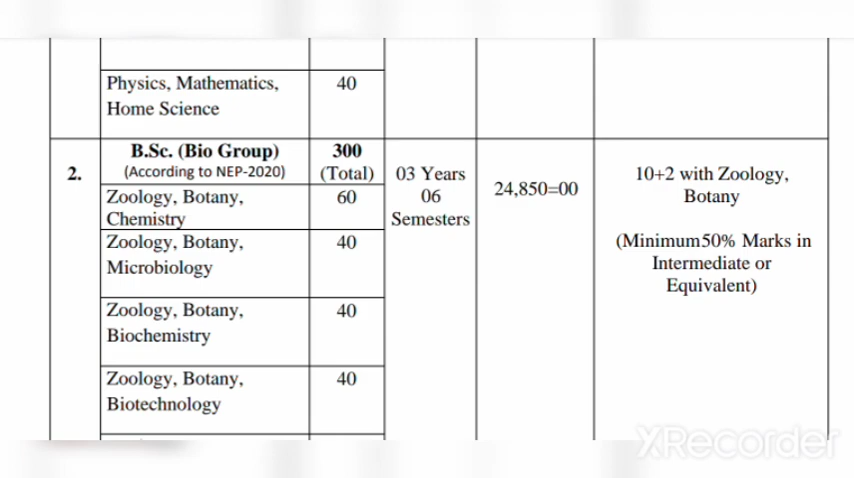 Physics, Mathematics,
Home Science
40
2.
B.Sc. (Bio Group)
(According to NEP-2020)
300
(Total)
03 Years
06
Semesters
24,850=00
10+2 with Zoology,
Botany
(Minimum50% Marks in
Intermediate or
Equivalent)
Zoology, Botany,
Chemistry
60
Zoology, Botany,
Microbiology
40
Zoology, Botany,
Biochemistry
40
Zoology, Botany,
Biotechnology
40
XRecorder